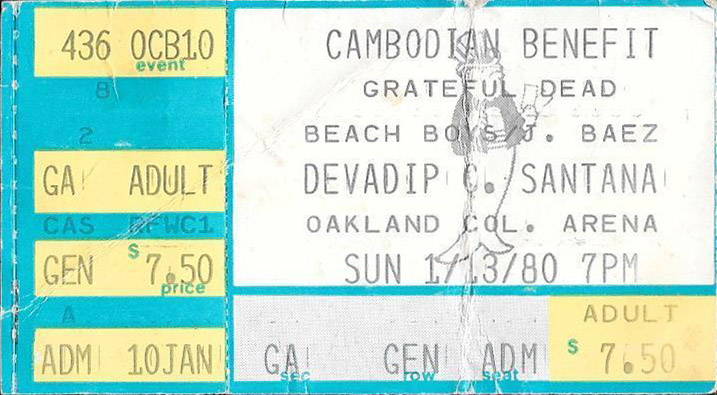 436 OCB10
event
8
2
GA ADULT
CAS RFWC1
GEN $ 7.50
price
A
ADM 10JAN
CAMBODIAN BENEFIT
GRATEFUL DEAD
BEACH BOYS/J. BAEZ
DEVADIP C. SANTANA
OAKLAND COL. ARENA
SUN 1/13/80 7PM
GA GEN ADM
sec row seat
ADULT
$ 7.50